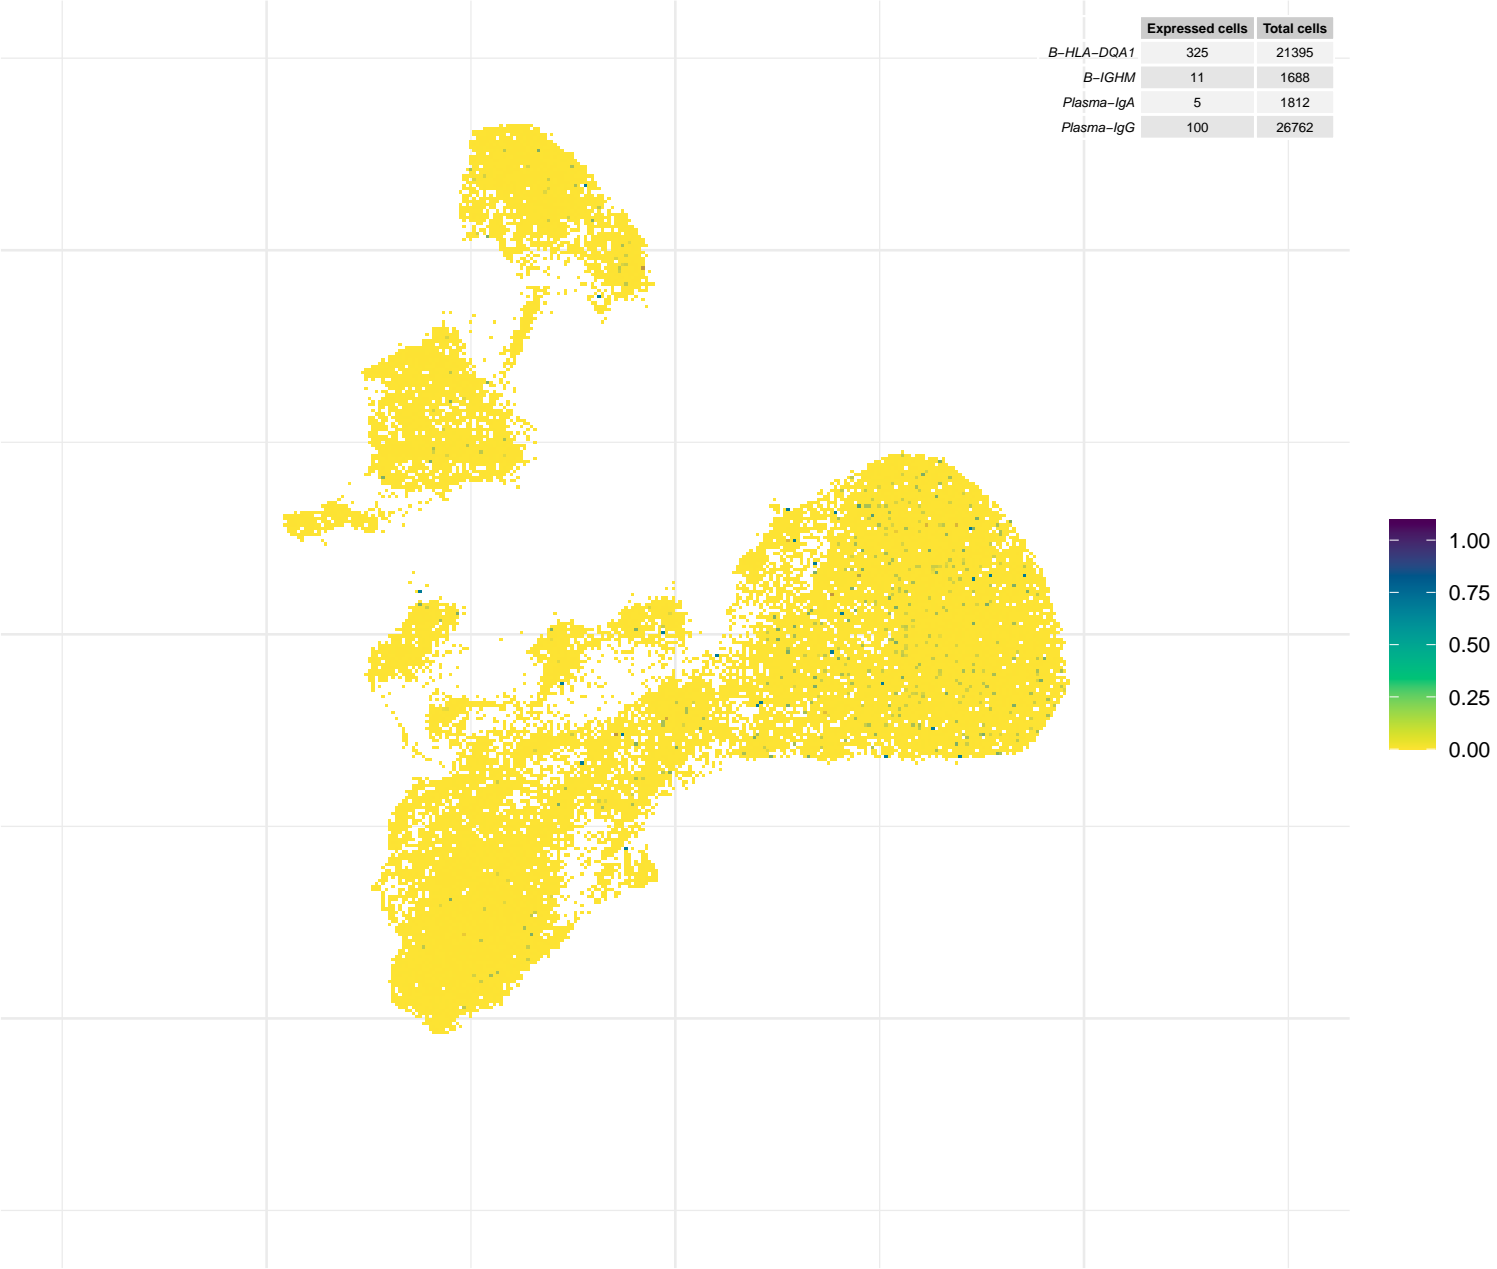 Expressed cells Total cells
B−HLA−DQA1 325 21395
B−IGHM 11 1688
Plasma−IgA 5 1812
Plasma−IgG 100 26762
1.00
0.75
0.50
0.25
0.00